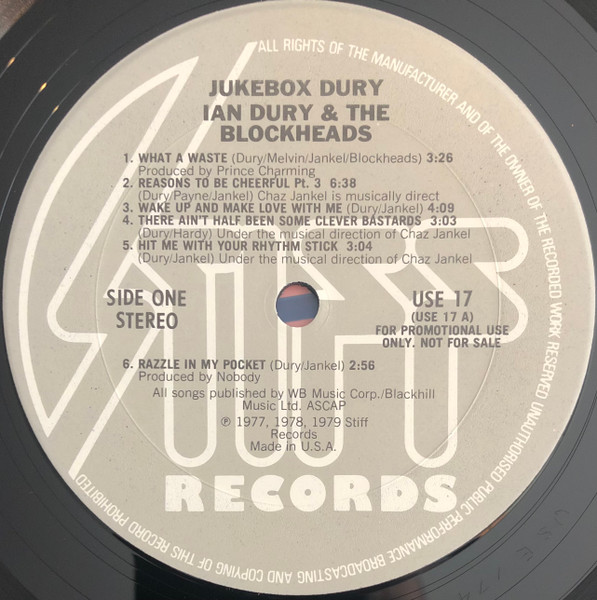 JUKEBOX DURY
IAN DURY & THE
BLOCKHEADS
1. WHAT A WASTE (Dury/Melvin/Jankel/Blockheads) 3:26
Produced by Prince Charming
2. REASONS TO BE CHEERFUL Pt. 3 6:38
(Dury/Payne/Jankel) Chaz Jankel is musically direct
3. WAKE UP AND MAKE LOVE WITH ME (Dury/Jankel) 4:09
4. THERE AIN'T HALF BEEN SOME CLEVER BASTARDS 3:03
(Dury/Hardy) Under the musical direction of Chaz Jankel
5. HIT ME WITH YOUR RHYTHM STICK 3:04
(Dury/Jankel) Under the musical direction of Chaz Jankel
SIDE ONE
STEREO
USE 17
(USE 17 A)
FOR PROMOTIONAL USE
ONLY. NOT FOR SALE
6. RAZZLE IN MY POCKET (Dury/Jankel) 2:56
Produced by Nobody
All songs published by WB Music Corp./Blackhill
Music Ltd. ASCAP
℗ 1977, 1978, 1979 Stiff
Records
Made in U.S.A.
STIFF
RECORDS
ALL RIGHTS OF THE MANUFACTURER AND OF THE OWNER OF THE RECORDED WORK RESERVED UNAUTHORISED PUBLIC PERFORMANCE BROADCASTING AND COPYING OF THIS RECORD PROHIBITED